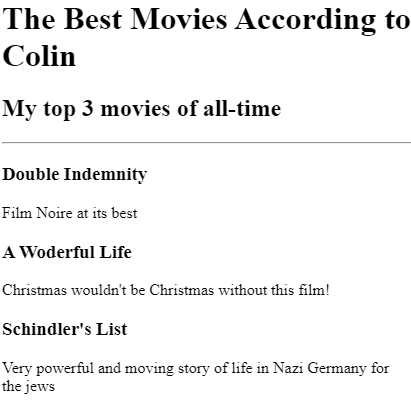 The Best Movies According to
Colin
My top 3 movies of all-time
Double Indemnity
Film Noire at its best
A Woderful Life
Christmas wouldn't be Christmas without this film!
Schindler's List
Very powerful and moving story of life in Nazi Germany for
the jews